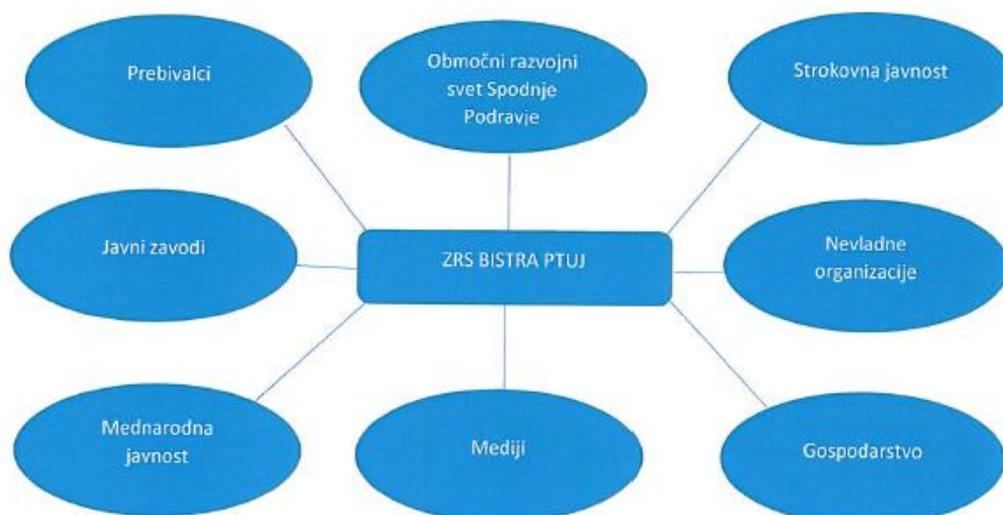 Prebivalci
Območni razvojni
svet Spodnje
Podravje
Strokovna javnost
Javni zavodi
ZRS BISTRA PTUJ
Nevladne
organizacije
Mednarodna
javnost
Mediji
Gospodarstvo